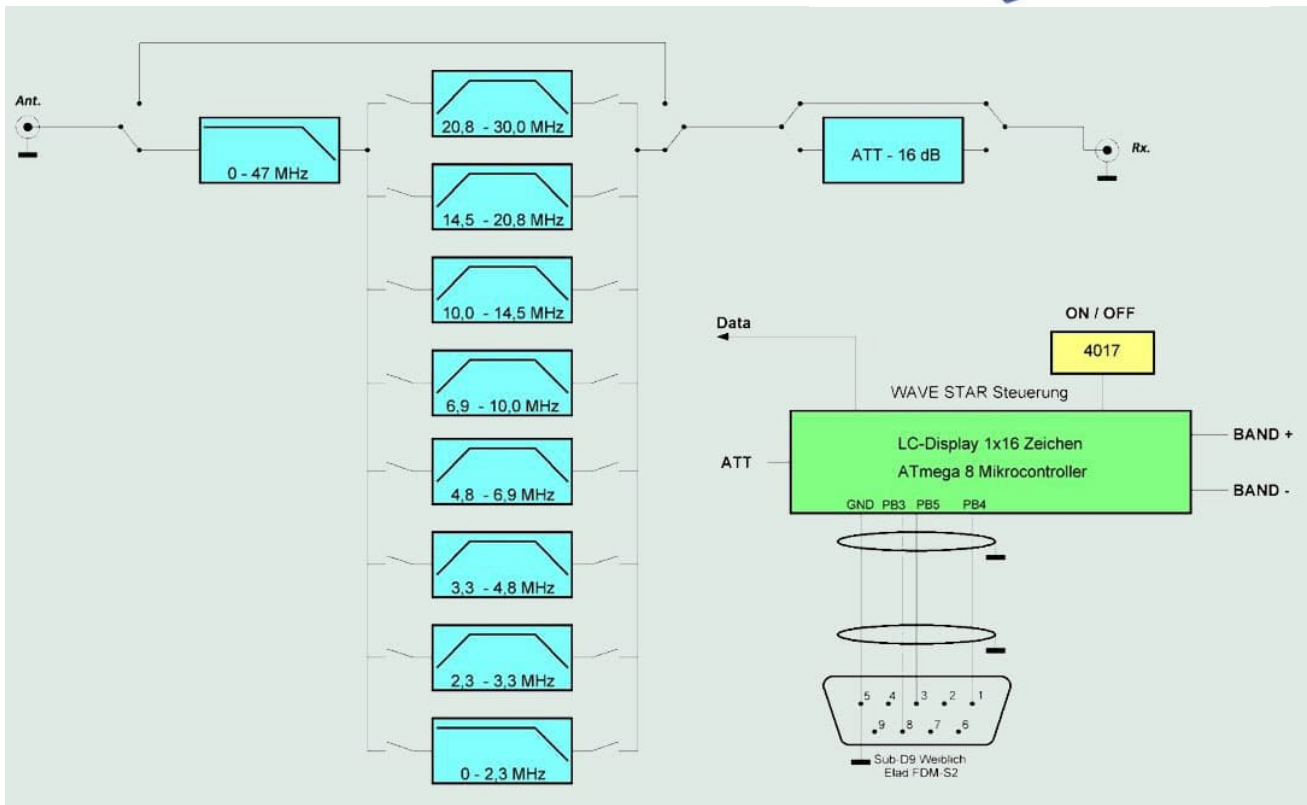 Ant.
0 - 47 MHz
20,8 - 30,0 MHz
14,5 - 20,8 MHz
10,0 - 14,5 MHz
6,9 - 10,0 MHz
4,8 - 6,9 MHz
3,3 - 4,8 MHz
2,3 - 3,3 MHz
0 - 2,3 MHz
ATT - 16 dB
Rx.
Data
ON / OFF
4017
WAVE STAR Steuerung
LC-Display 1x16 Zeichen
ATmega 8 Mikrocontroller
ATT
BAND +
BAND -
GND PB3 PB5 PB4
5 4 3 2 1
9 8 7 6
Sub-D9 Weiblich
Elad FDM-S2